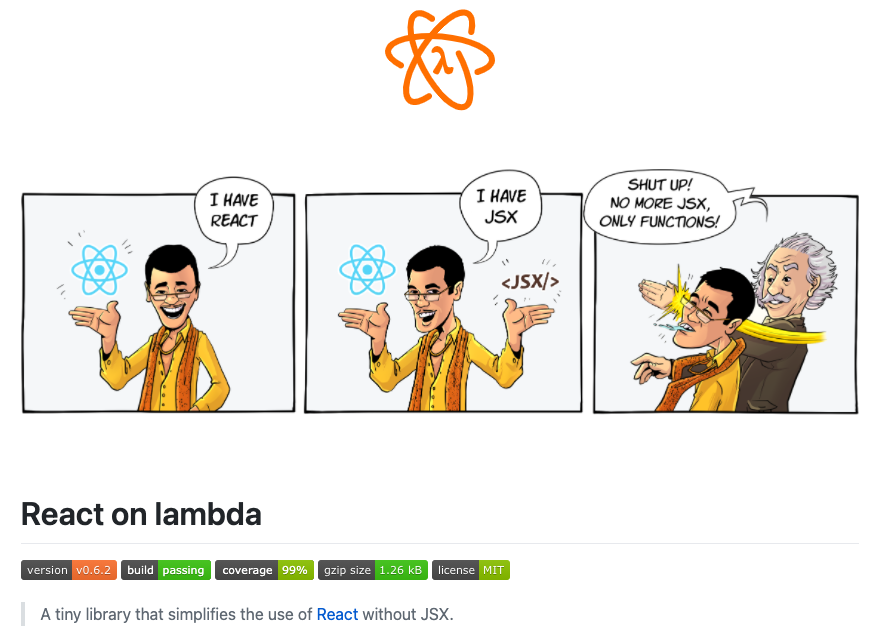 λ
I HAVE
REACT
I HAVE
JSX
<JSX/>
SHUT UP!
NO MORE JSX,
ONLY FUNCTIONS!
React on lambda
version v0.6.2 build passing coverage 99% gzip size 1.26 kB license MIT
A tiny library that simplifies the use of React without JSX.